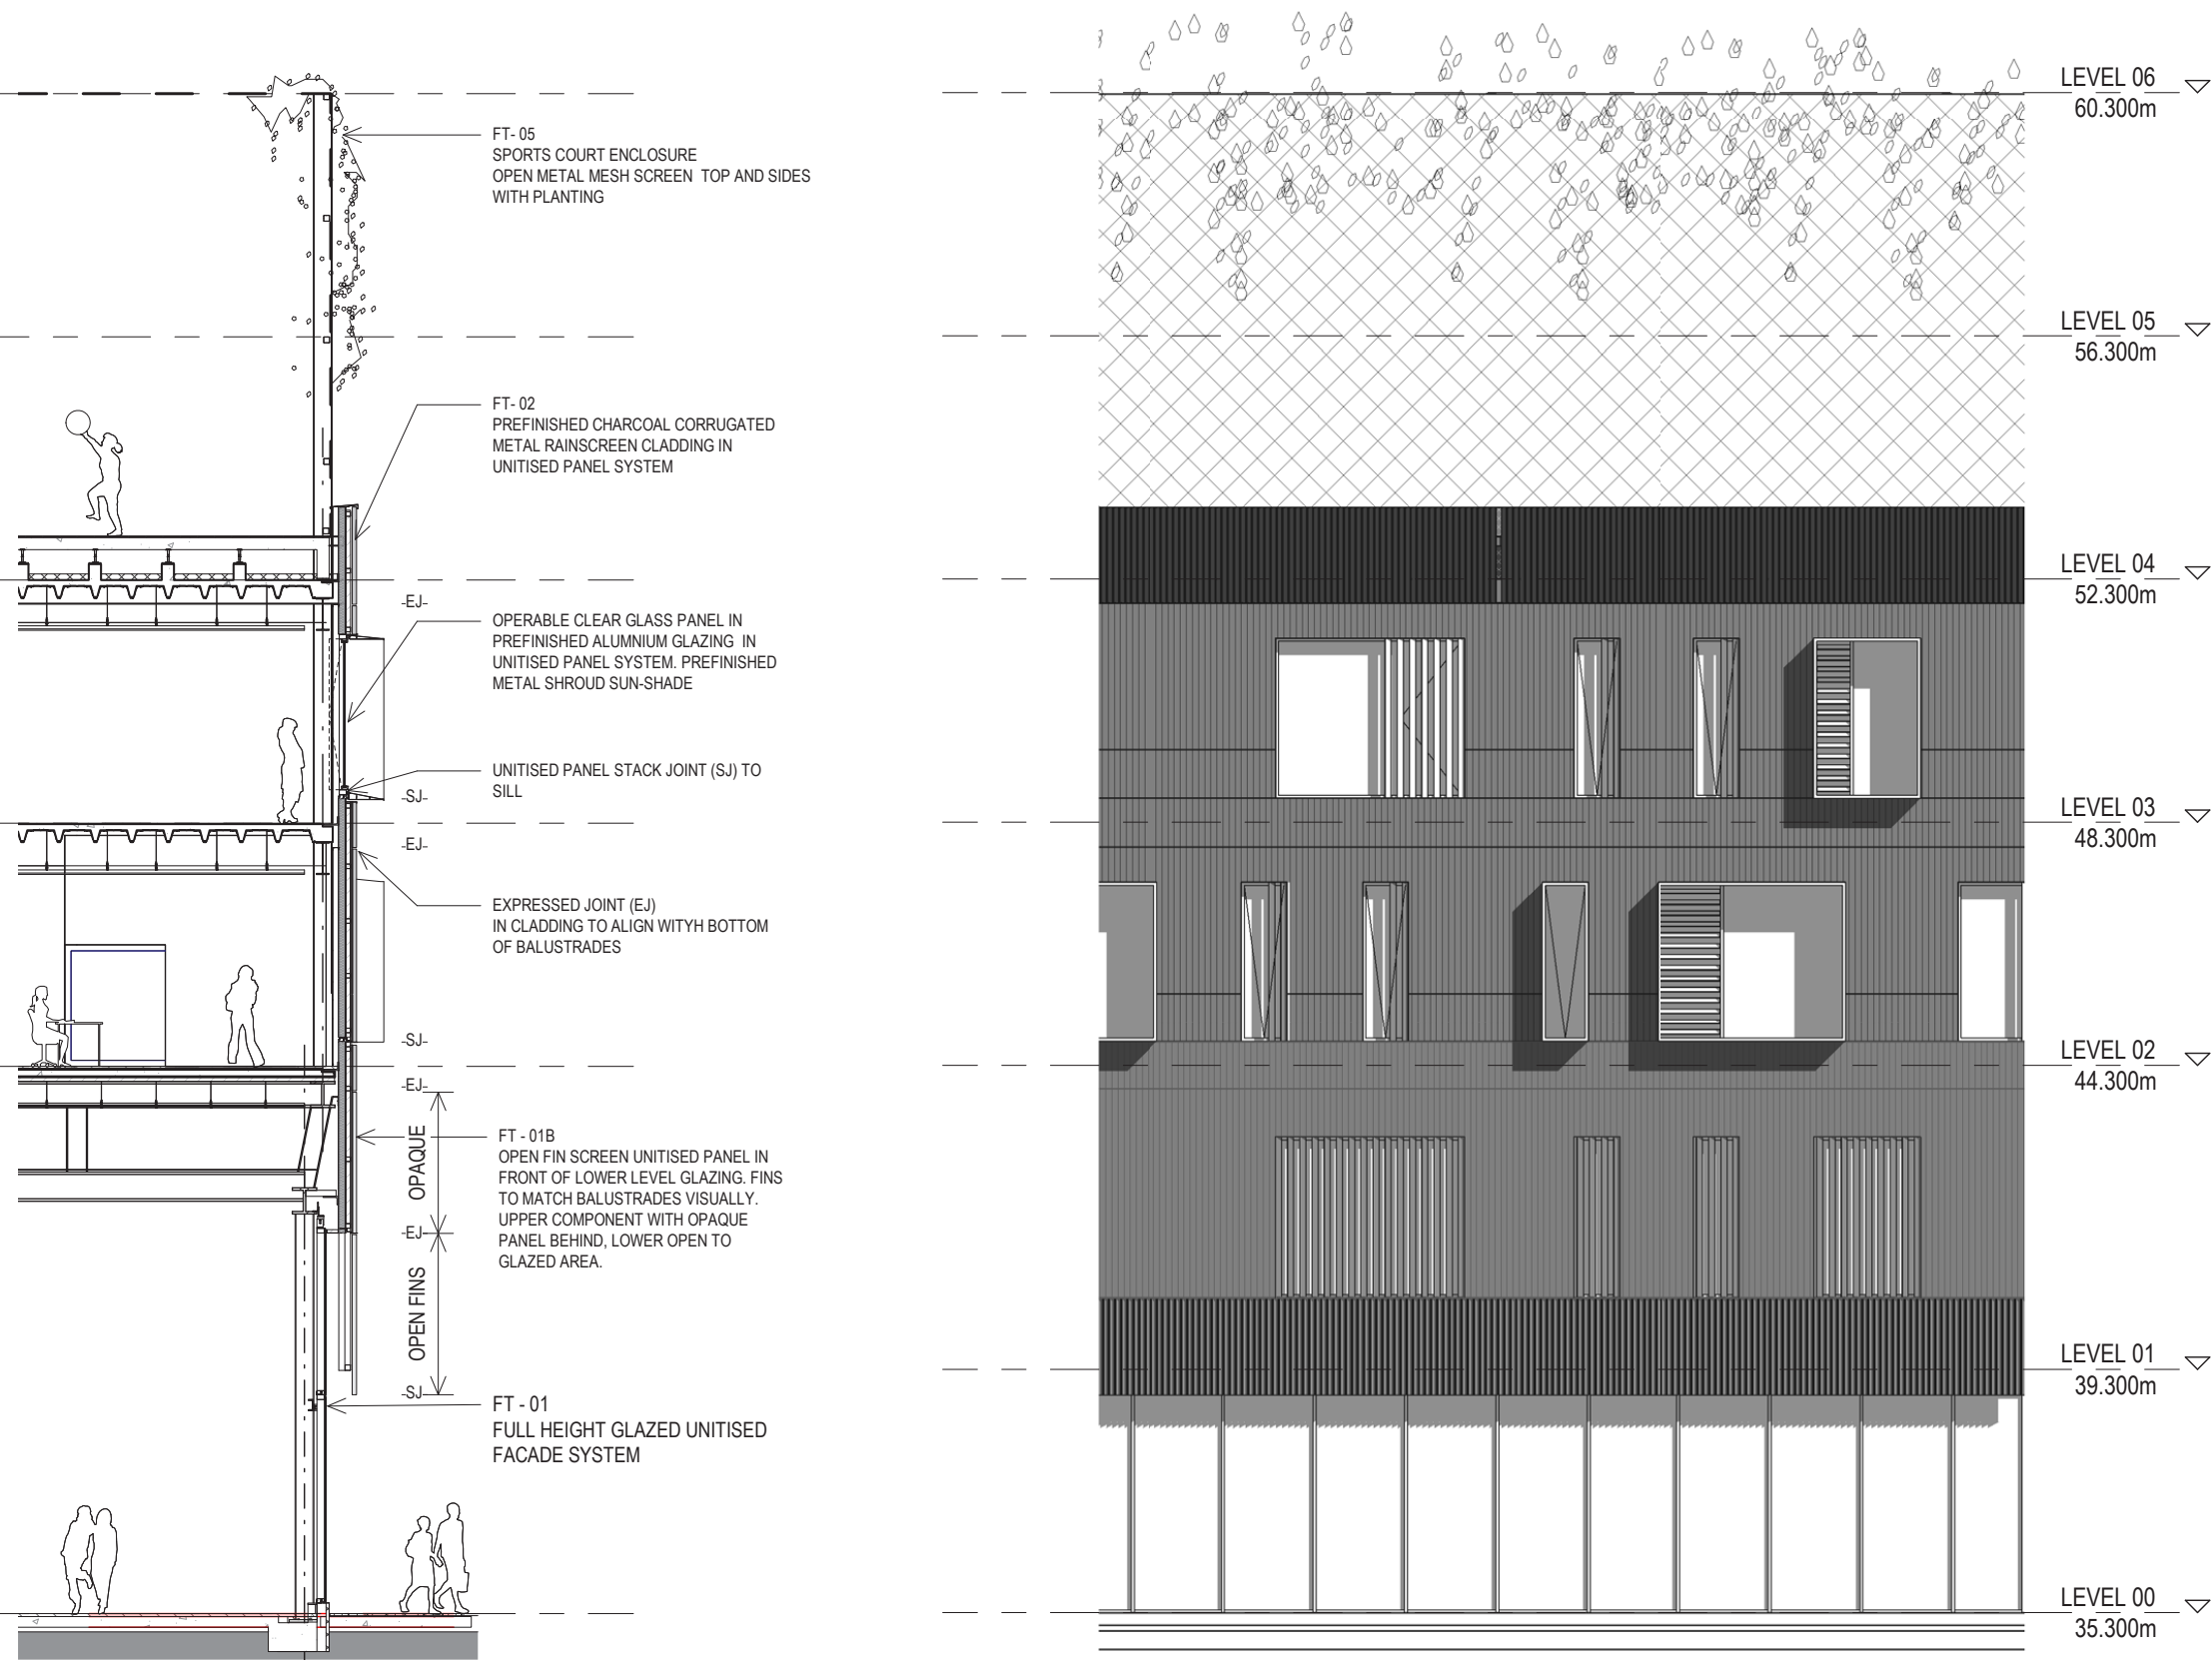 FT- 05
SPORTS COURT ENCLOSURE
OPEN METAL MESH SCREEN TOP AND SIDES
WITH PLANTING
FT- 02
PREFINISHED CHARCOAL CORRUGATED
METAL RAINSCREEN CLADDING IN
UNITISED PANEL SYSTEM
-EJ-
OPERABLE CLEAR GLASS PANEL IN
PREFINISHED ALUMNIUM GLAZING IN
UNITISED PANEL SYSTEM. PREFINISHED
METAL SHROUD SUN-SHADE
UNITISED PANEL STACK JOINT (SJ) TO
SILL
-SJ-
-EJ-
EXPRESSED JOINT (EJ)
IN CLADDING TO ALIGN WITYH BOTTOM
OF BALUSTRADES
-SJ-
-EJ-
OPAQUE
FT - 01B
OPEN FIN SCREEN UNITISED PANEL IN
FRONT OF LOWER LEVEL GLAZING. FINS
TO MATCH BALUSTRADES VISUALLY.
UPPER COMPONENT WITH OPAQUE
PANEL BEHIND, LOWER OPEN TO
GLAZED AREA.
-EJ-
OPEN FINS
-SJ-
FT - 01
FULL HEIGHT GLAZED UNITISED
FACADE SYSTEM
LEVEL 06
60.300m
LEVEL 05
56.300m
LEVEL 04
52.300m
LEVEL 03
48.300m
LEVEL 02
44.300m
LEVEL 01
39.300m
LEVEL 00
35.300m